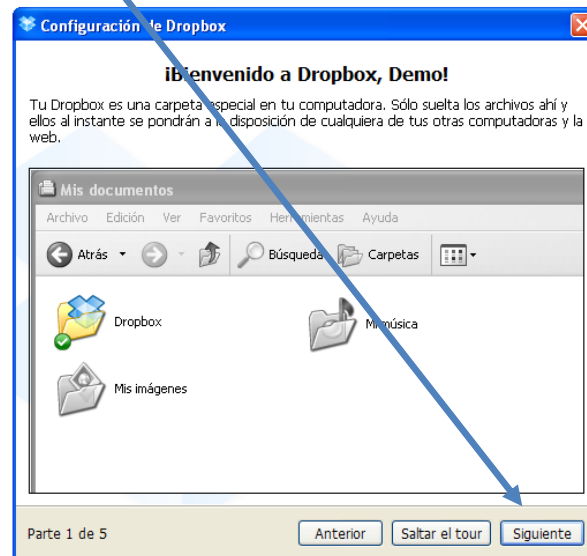 Configuración de Dropbox
¡Bienvenido a Dropbox, Demo!
Tu Dropbox es una carpeta especial en tu computadora. Sólo suelta los archivos ahí y
ellos al instante se pondrán a la disposición de cualquiera de tus otras computadoras y la
web.
Mis documentos
Archivo Edición Ver Favoritos Herramientas Ayuda
Atrás Búsqueda Carpetas
Dropbox Mi música
Mis imágenes
Parte 1 de 5 Anterior Saltar el tour Siguiente